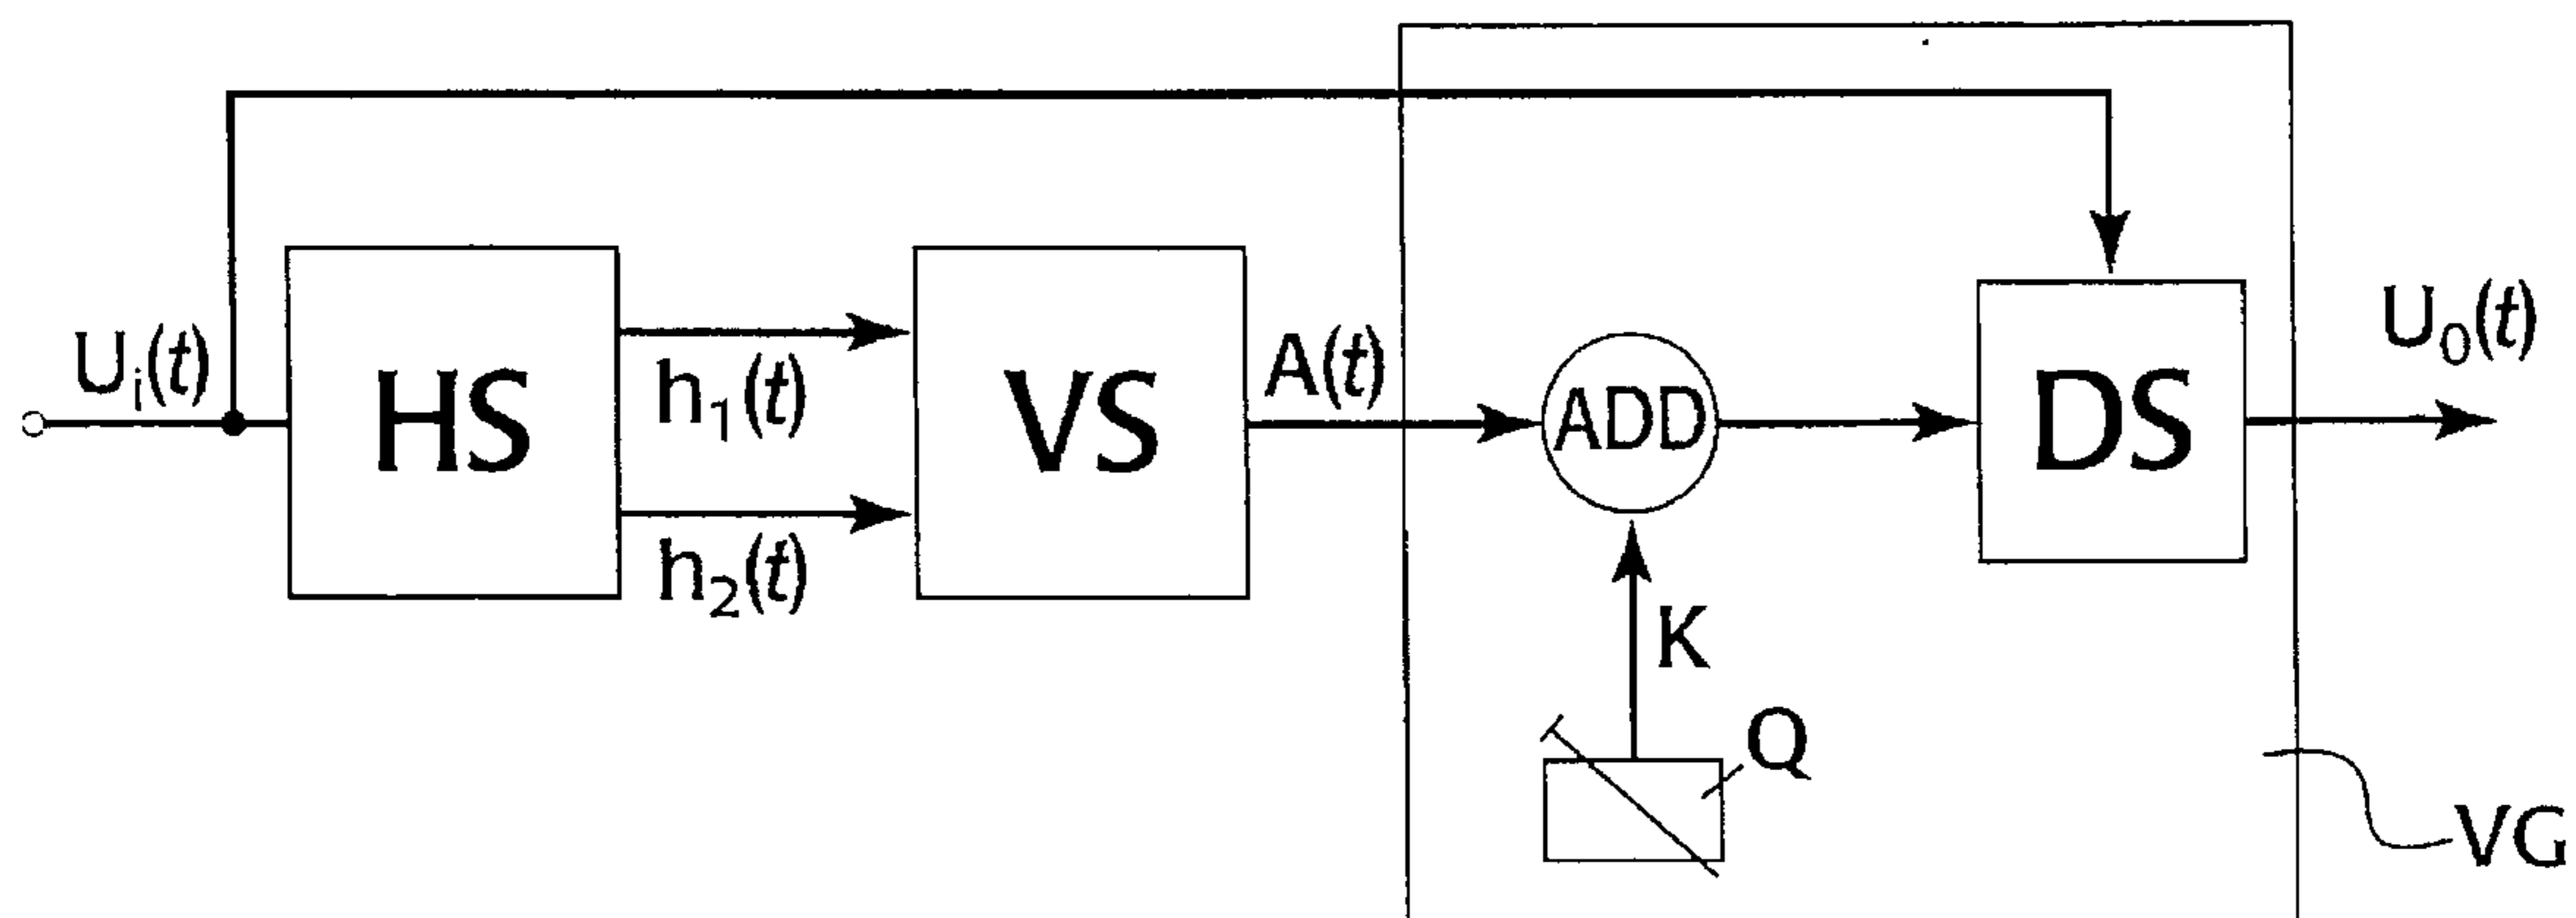 Uᵢ(t)
HS
h₁(t)
h₂(t)
VS
A(t)
ADD
K
Q
DS
U₀(t)
VG